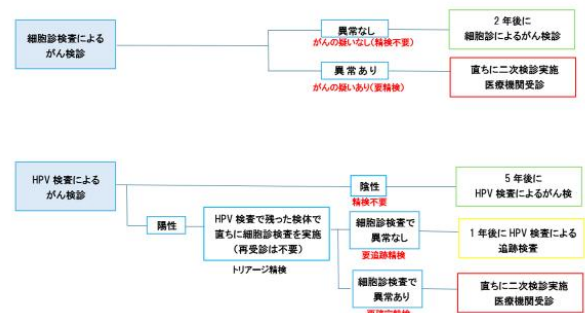 細胞診検査による
がん検診
異常なし
がんの疑いなし(精検不要)
2年後に
細胞診によるがん検診
異常あり
がんの疑いあり(要精検)
直ちに二次検診実施
医療機関受診
HPV 検査による
がん検診
陰性
精検不要
5年後に
HPV 検査によるがん検
陽性
HPV 検査で残った検体で
直ちに細胞診検査を実施
(再受診は不要)
トリアージ精検
細胞診検査で
異常なし
要追跡精検
1年後に HPV 検査による
追跡検査
細胞診検査で
異常あり
直ちに二次検診実施
医療機関受診